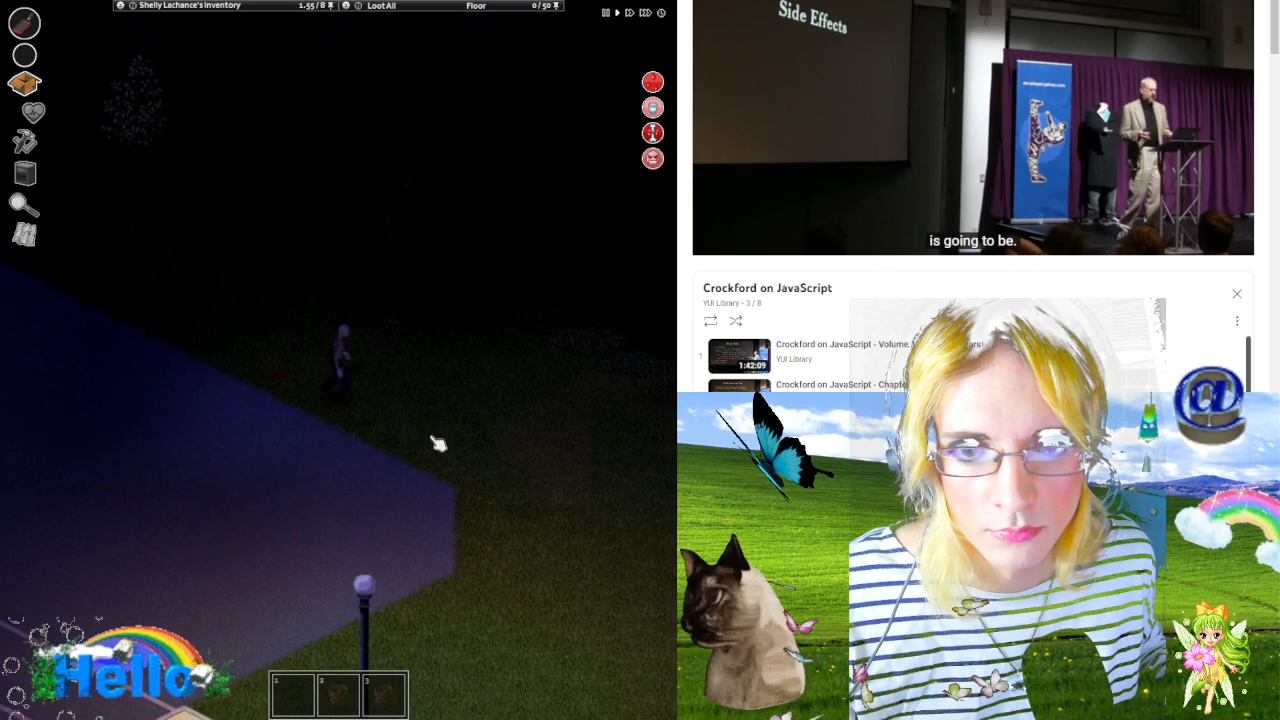 Shelly Lachance's Inventory
1.55 / 8
Loot All
Floor
0 / 50
Side Effects
is going to be.
Crockford on JavaScript
YUI Library - 3 / 8
1
1:42:09
Crockford on JavaScript - Volume
YUI Library
Crockford on JavaScript - Chapte
@
Hello
1
2
3